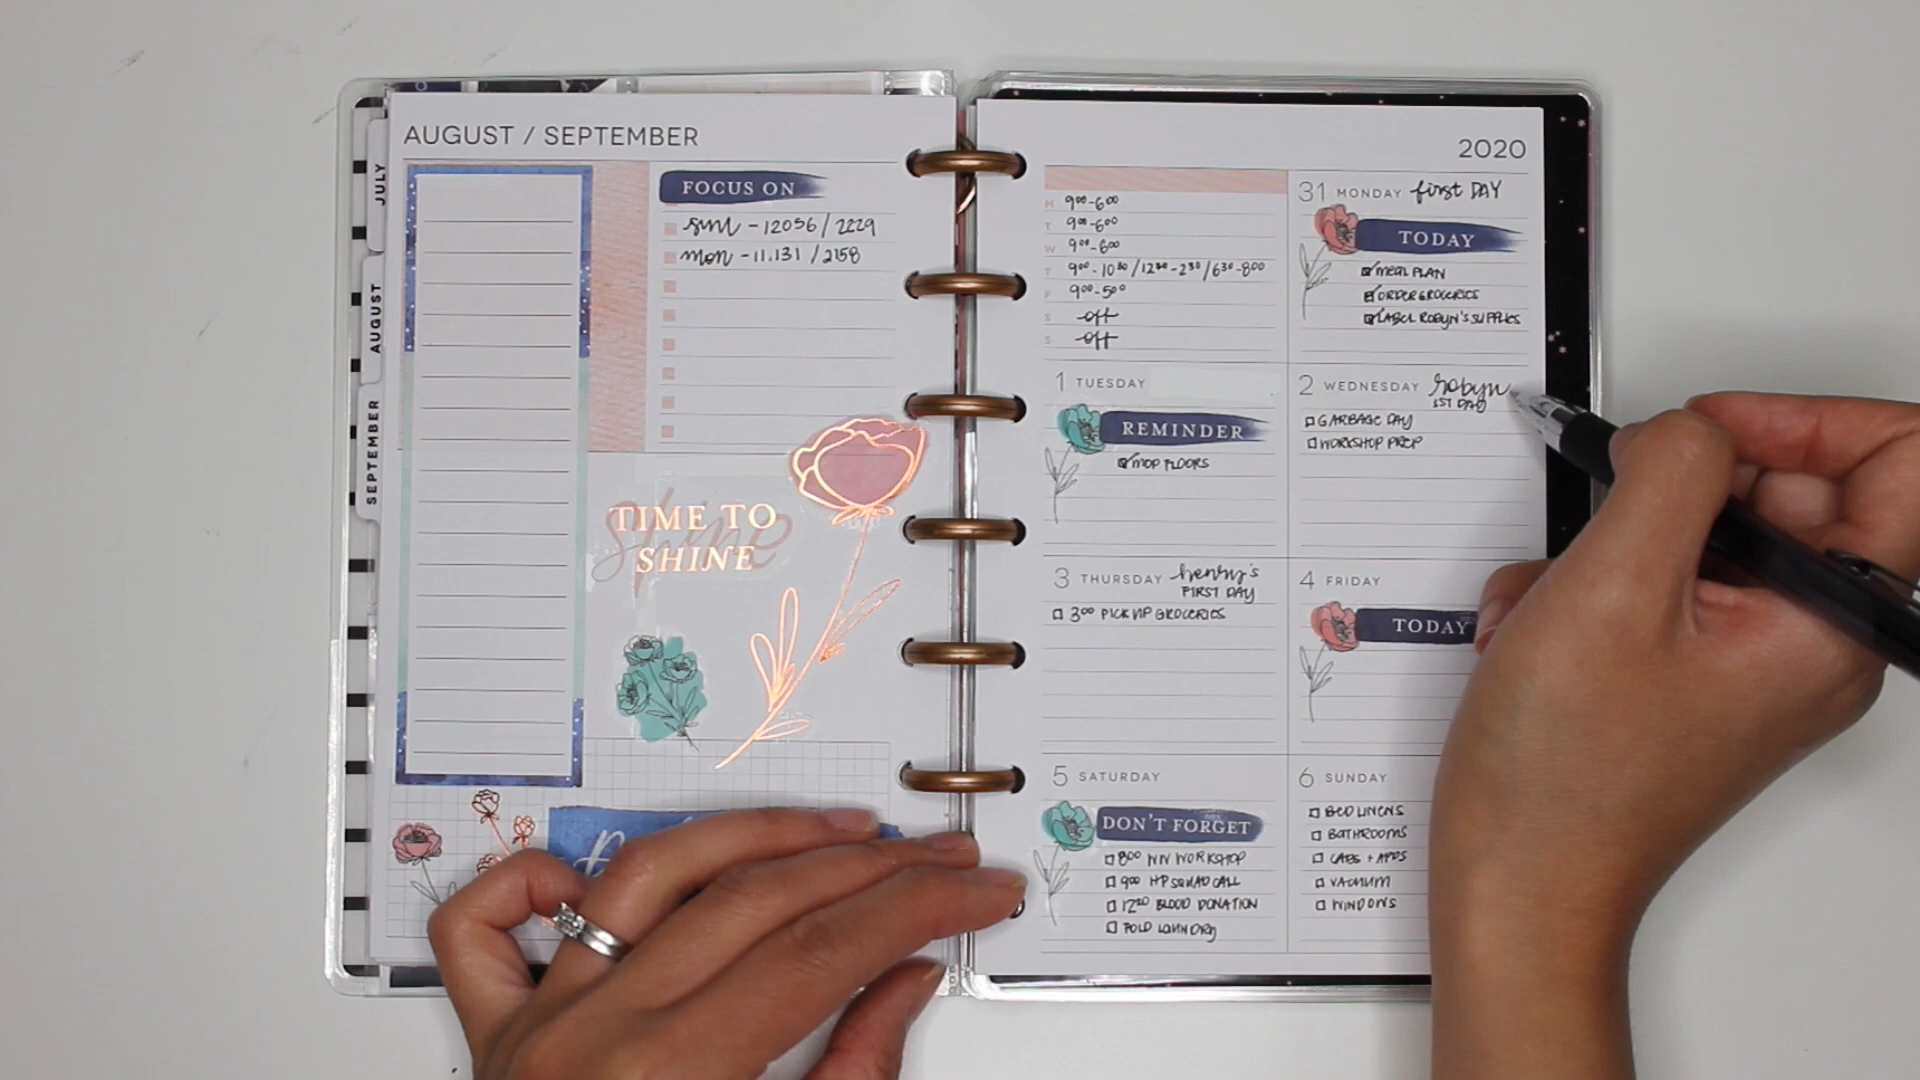 AUGUST / SEPTEMBER
JULY
AUGUST
SEPTEMBER
FOCUS ON
sun - 12056 / 2229
mon - 11.131 / 2158
shine
TIME TO
SHINE
2020
M 9⁰⁰-6⁰⁰
T 9⁰⁰-6⁰⁰
W 9⁰⁰-6⁰⁰
T 9⁰⁰-10³⁰/12³⁰-2³⁰/6³⁰-8⁰⁰
F 9⁰⁰-5⁰⁰
S off
S off
31 MONDAY first DAY
TODAY
MEAL PLAN
ORDER GROCERIES
LABEL ROBYN'S SUPPLIES
1 TUESDAY
REMINDER
MOP FLOORS
2 WEDNESDAY robyn
1ST DAY
GARBAGE DAY
WORKSHOP PREP
3 THURSDAY henry's
FIRST DAY
3⁰⁰ PICK UP GROCERIES
4 FRIDAY
TODAY
5 SATURDAY
DON'T FORGET
8⁰⁰ NIV WORKSHOP
9⁰⁰ HP SQUAD CALL
12³⁰ BLOOD DONATION
FOLD LAUNDRY
6 SUNDAY
BED LINENS
BATHROOMS
CABS + APPS
VACUUM
WINDOWS